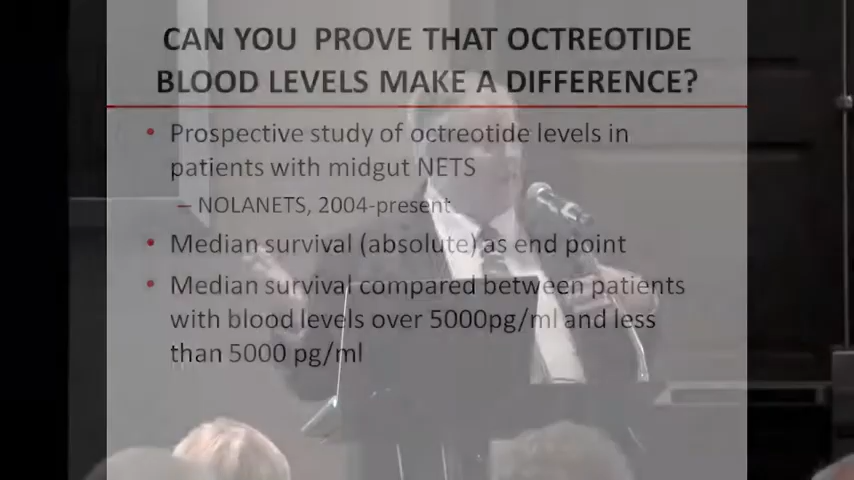 CAN YOU PROVE THAT OCTREOTIDE
BLOOD LEVELS MAKE A DIFFERENCE?
• Prospective study of octreotide levels in
patients with midgut NETS
– NOLANETS, 2004-present
• Median survival (absolute) as end point
• Median survival compared between patients
with blood levels over 5000pg/ml and less
than 5000 pg/ml